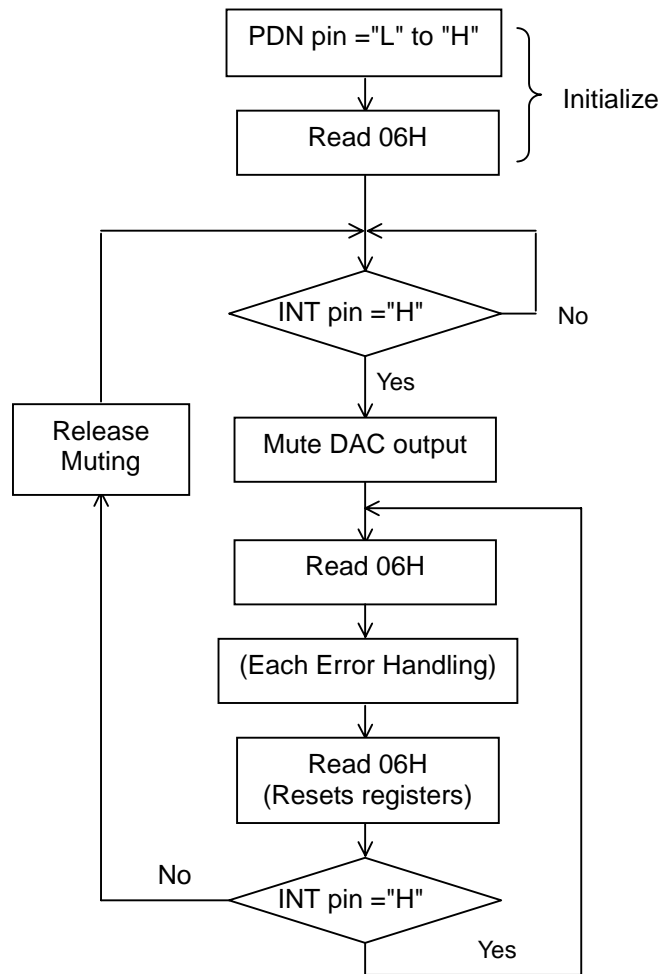 PDN pin ="L" to "H"
Initialize
Read 06H
INT pin ="H"
No
Yes
Release
Muting
Mute DAC output
Read 06H
(Each Error Handling)
Read 06H
(Resets registers)
No
INT pin ="H"
Yes